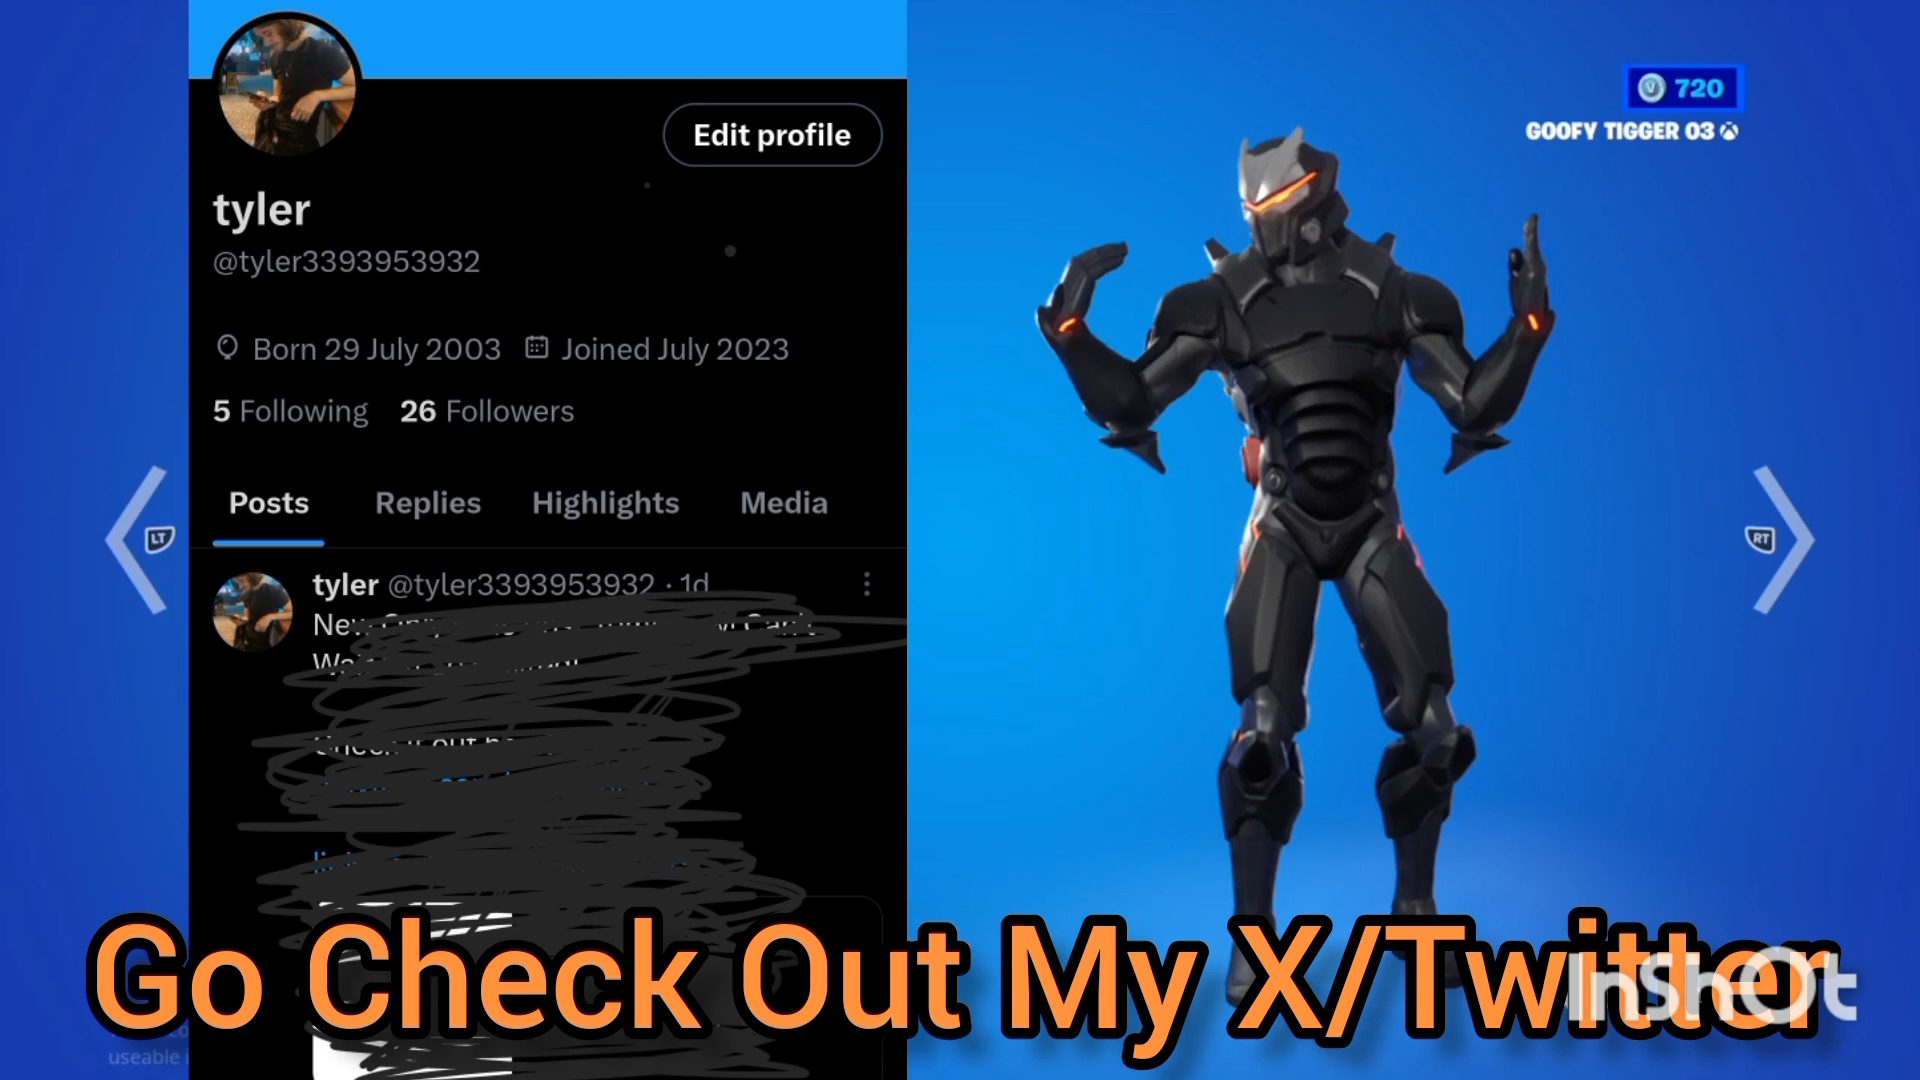 Edit profile
tyler
@tyler3393953932
Born 29 July 2003 Joined July 2023
5 Following 26 Followers
Posts Replies Highlights Media
tyler @tyler3393953932 · 1d
720
GOOFY TIGGER 03
LT
RT
Go Check Out My X/Twitter
InShOt
useable